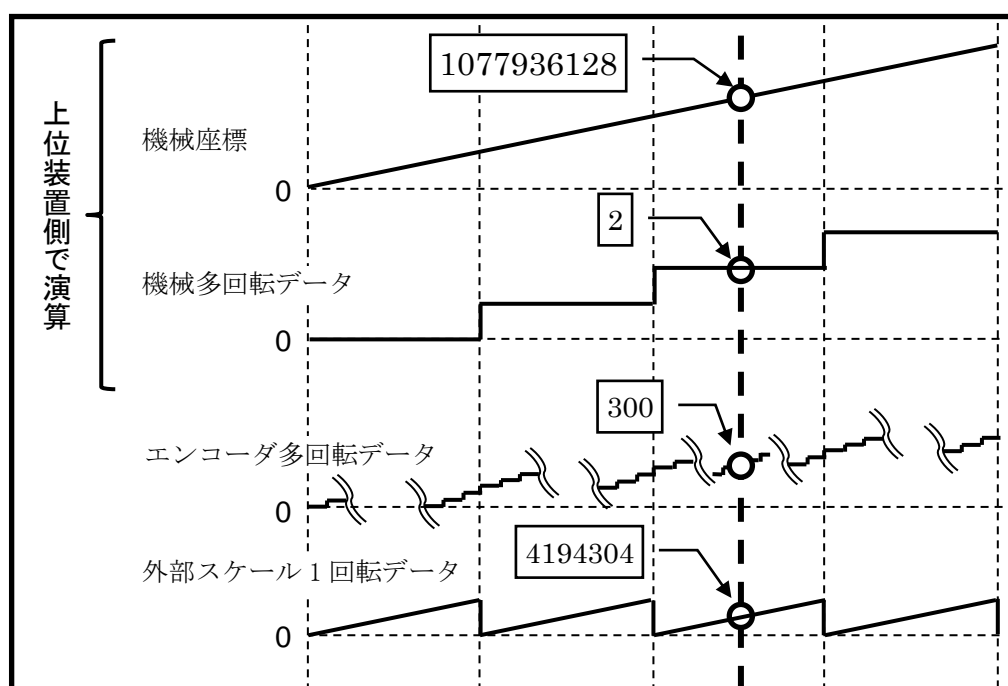 上位装置側で演算
1077936128
機械座標
0
2
機械多回転データ
0
300
エンコーダ多回転データ
0
4194304
外部スケール1回転データ
0